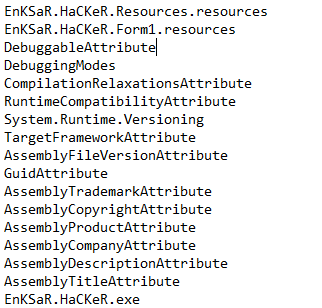 EnKSaR.HaCKeR.Resources.resources
EnKSaR.HaCKeR.Form1.resources
DebuggableAttribute
DebuggingModes
CompilationRelaxationsAttribute
RuntimeCompatibilityAttribute
System.Runtime.Versioning
TargetFrameworkAttribute
AssemblyFileVersionAttribute
GuidAttribute
AssemblyTrademarkAttribute
AssemblyCopyrightAttribute
AssemblyProductAttribute
AssemblyCompanyAttribute
AssemblyDescriptionAttribute
AssemblyTitleAttribute
EnKSaR.HaCKeR.exe